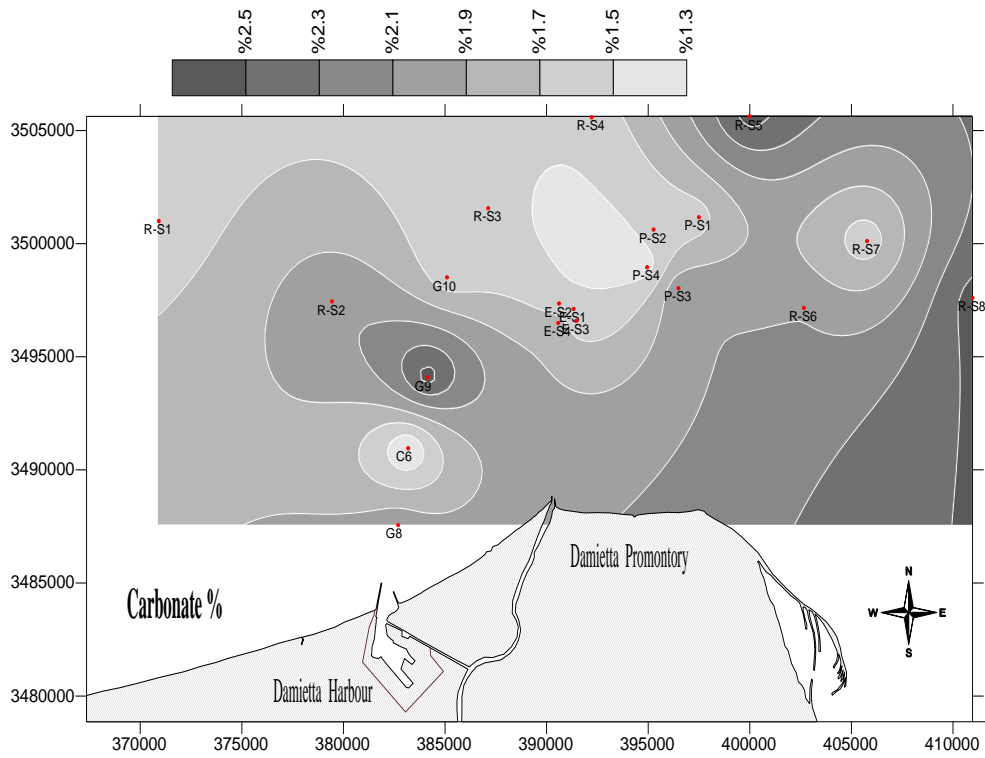 %2.5 %2.3 %2.1 %1.9 %1.7 %1.5 %1.3
3505000
R-S4
R-S5
R-S3
R-S1
P-S1
P-S2
3500000
R-S7
P-S4
G10
P-S3
R-S8
R-S2
E-S2
E-S1
R-S6
E-S4
E-S3
3495000
G9
C6
3490000
G8
Damietta Promontory
3485000
Carbonate %
N
W E
S
Damietta Harbour
3480000
370000 375000 380000 385000 390000 395000 400000 405000 410000